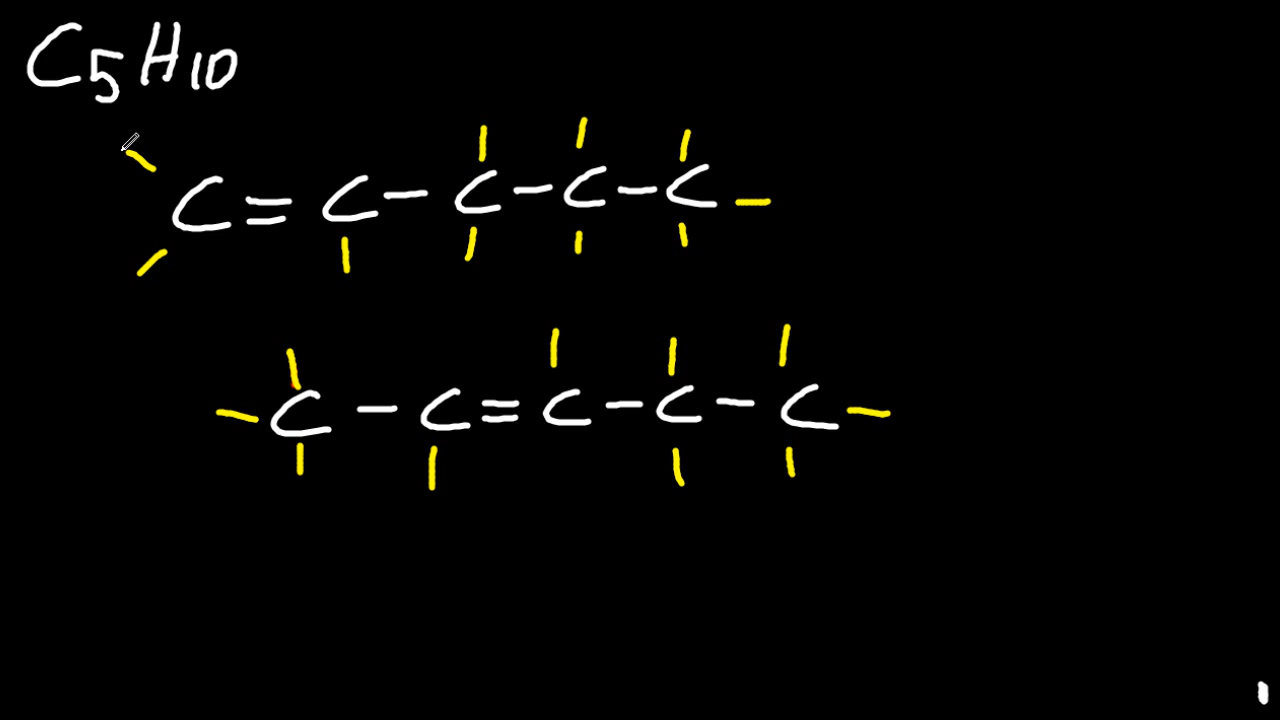 C5H10
C = C - C - C - C -
- C - C = C - C - C -